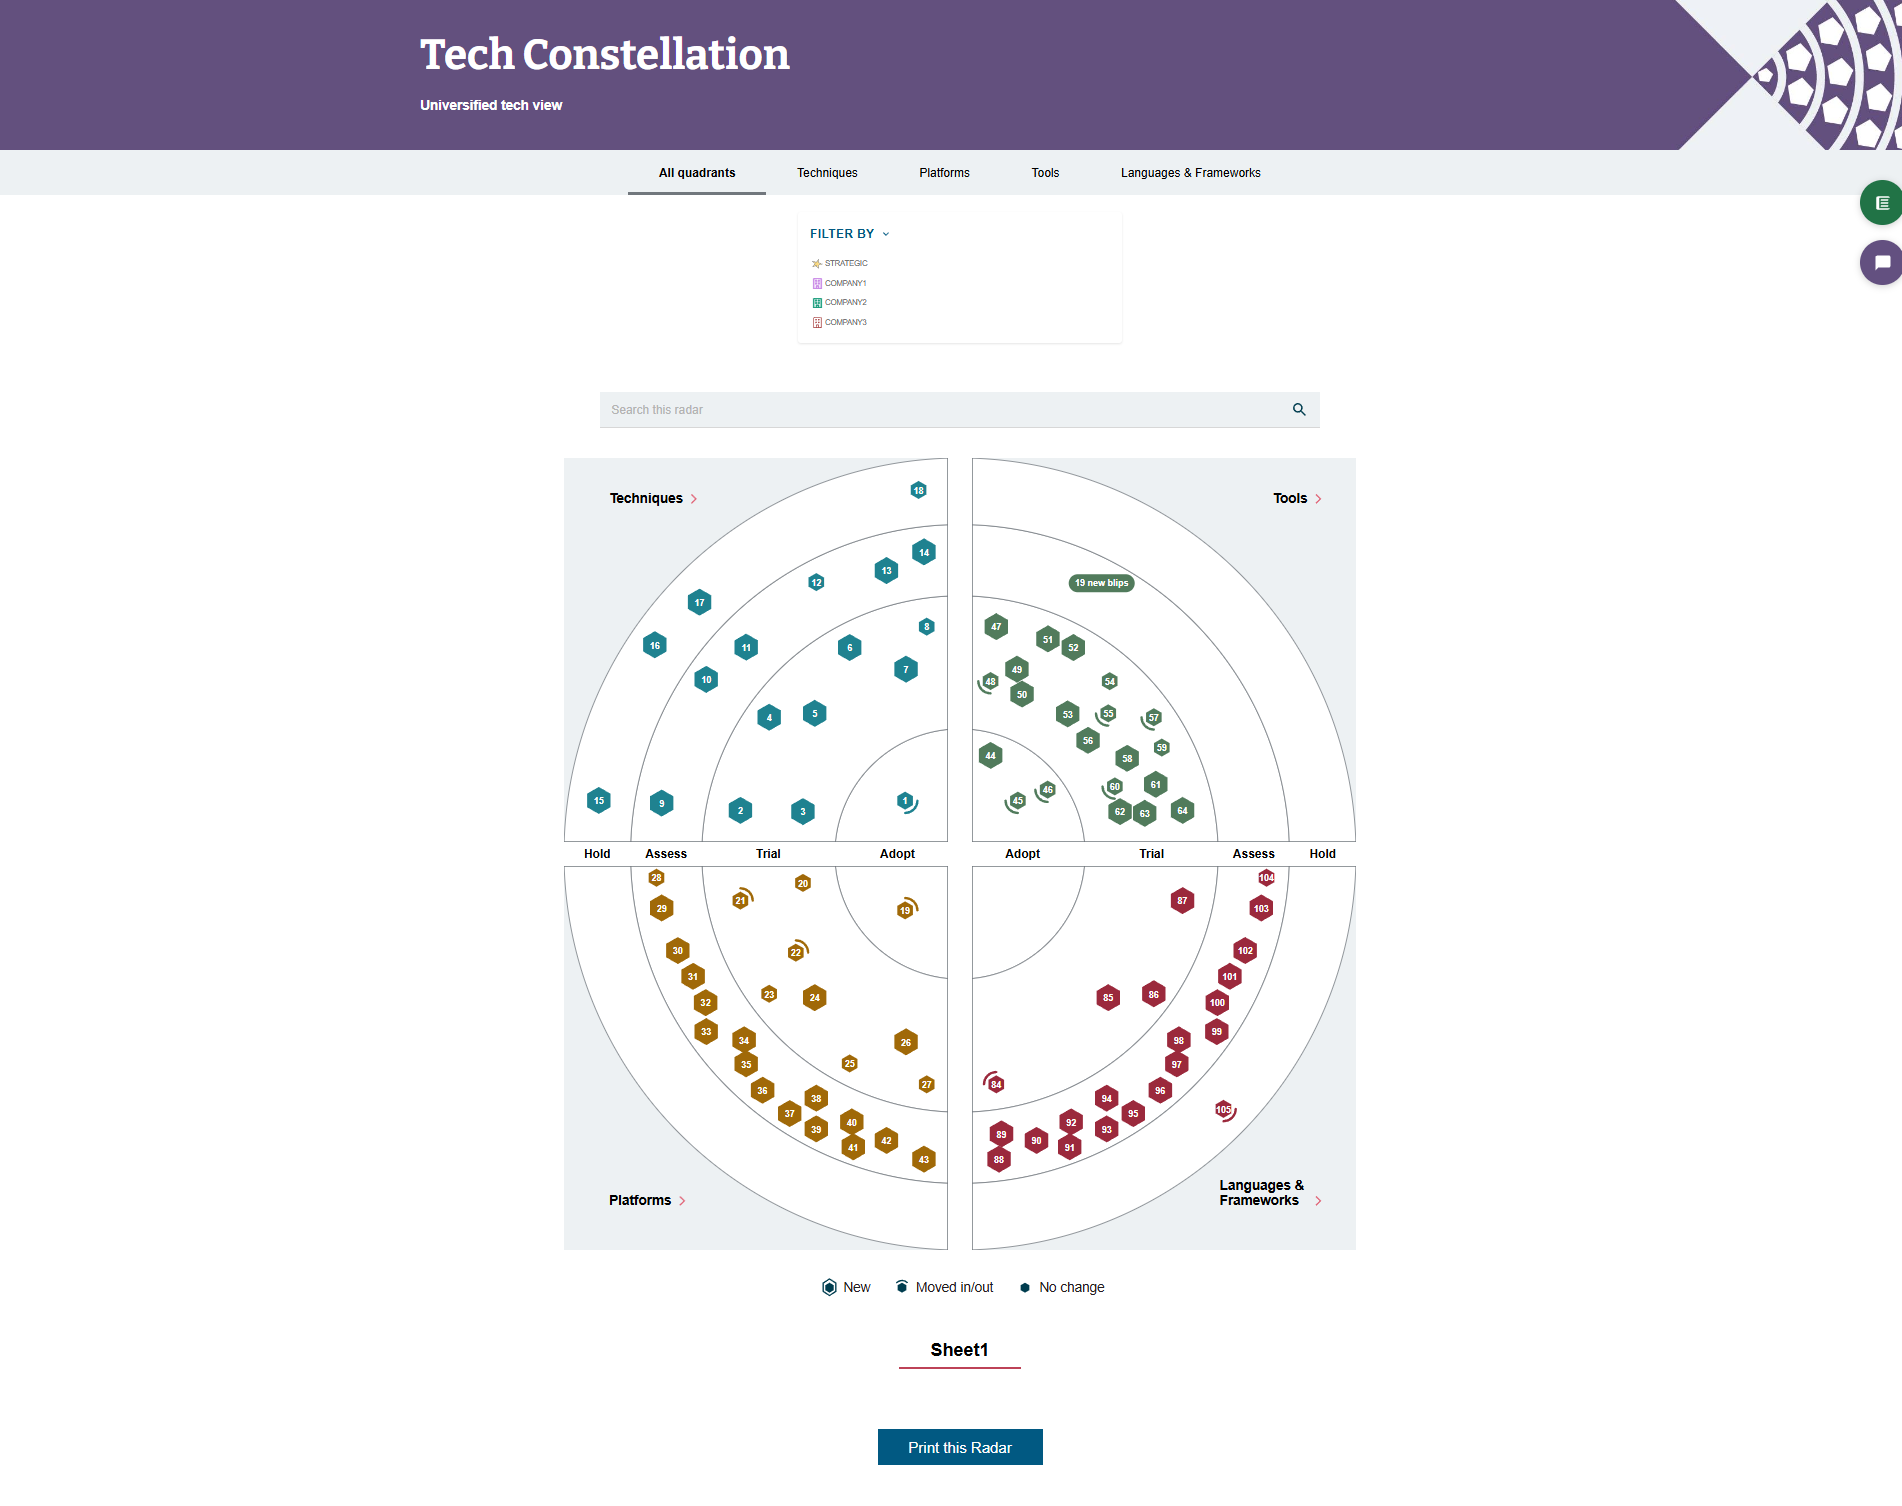 Tech Constellation
Universified tech view
All quadrants
Techniques
Platforms
Tools
Languages & Frameworks
FILTER BY
STRATEGIC
COMPANY1
COMPANY2
COMPANY3
Search this radar
Techniques
18
14
13
12
17
16
11
10
8
6
7
4
5
15
9
2
3
1
Tools
19 new blips
47
51
52
49
48
50
54
53
55
57
56
59
58
44
46
45
60
61
62
63
64
Hold
Assess
Trial
Adopt
Adopt
Trial
Assess
Hold
28
20
29
21
19
30
22
31
23
24
32
33
34
26
35
25
27
36
38
37
40
39
42
41
43
Platforms
104
87
103
102
101
86
85
100
99
98
97
84
96
94
105
95
92
93
89
90
91
88
Languages &
Frameworks
New
Moved in/out
No change
Sheet1
Print this Radar